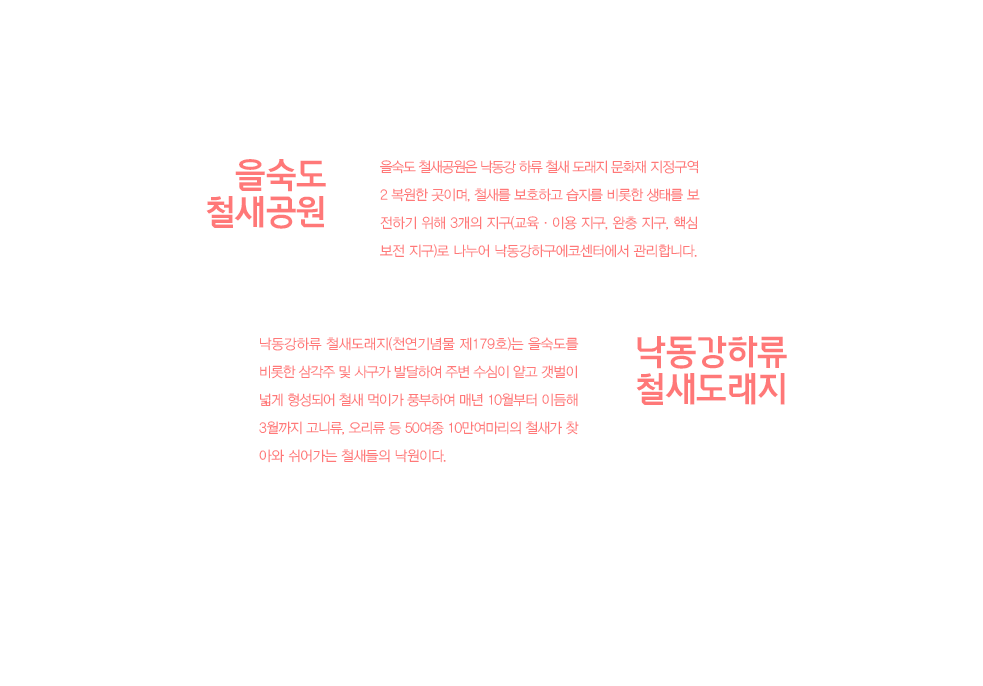 을숙도
철새공원
을숙도 철새공원은 낙동강 하류 철새 도래지 문화재 지정구역
2 복원한 곳이며, 철새를 보호하고 습지를 비롯한 생태를 보
전하기 위해 3개의 지구(교육 · 이용 지구, 완충 지구, 핵심
보전 지구)로 나누어 낙동강하구에코센터에서 관리합니다.
낙동강하류 철새도래지(천연기념물 제179호)는 을숙도를
비롯한 삼각주 및 사구가 발달하여 주변 수심이 얕고 갯벌이
넓게 형성되어 철새 먹이가 풍부하여 매년 10월부터 이듬해
3월까지 고니류, 오리류 등 50여종 10만여마리의 철새가 찾
아와 쉬어가는 철새들의 낙원이다.
낙동강하류
철새도래지